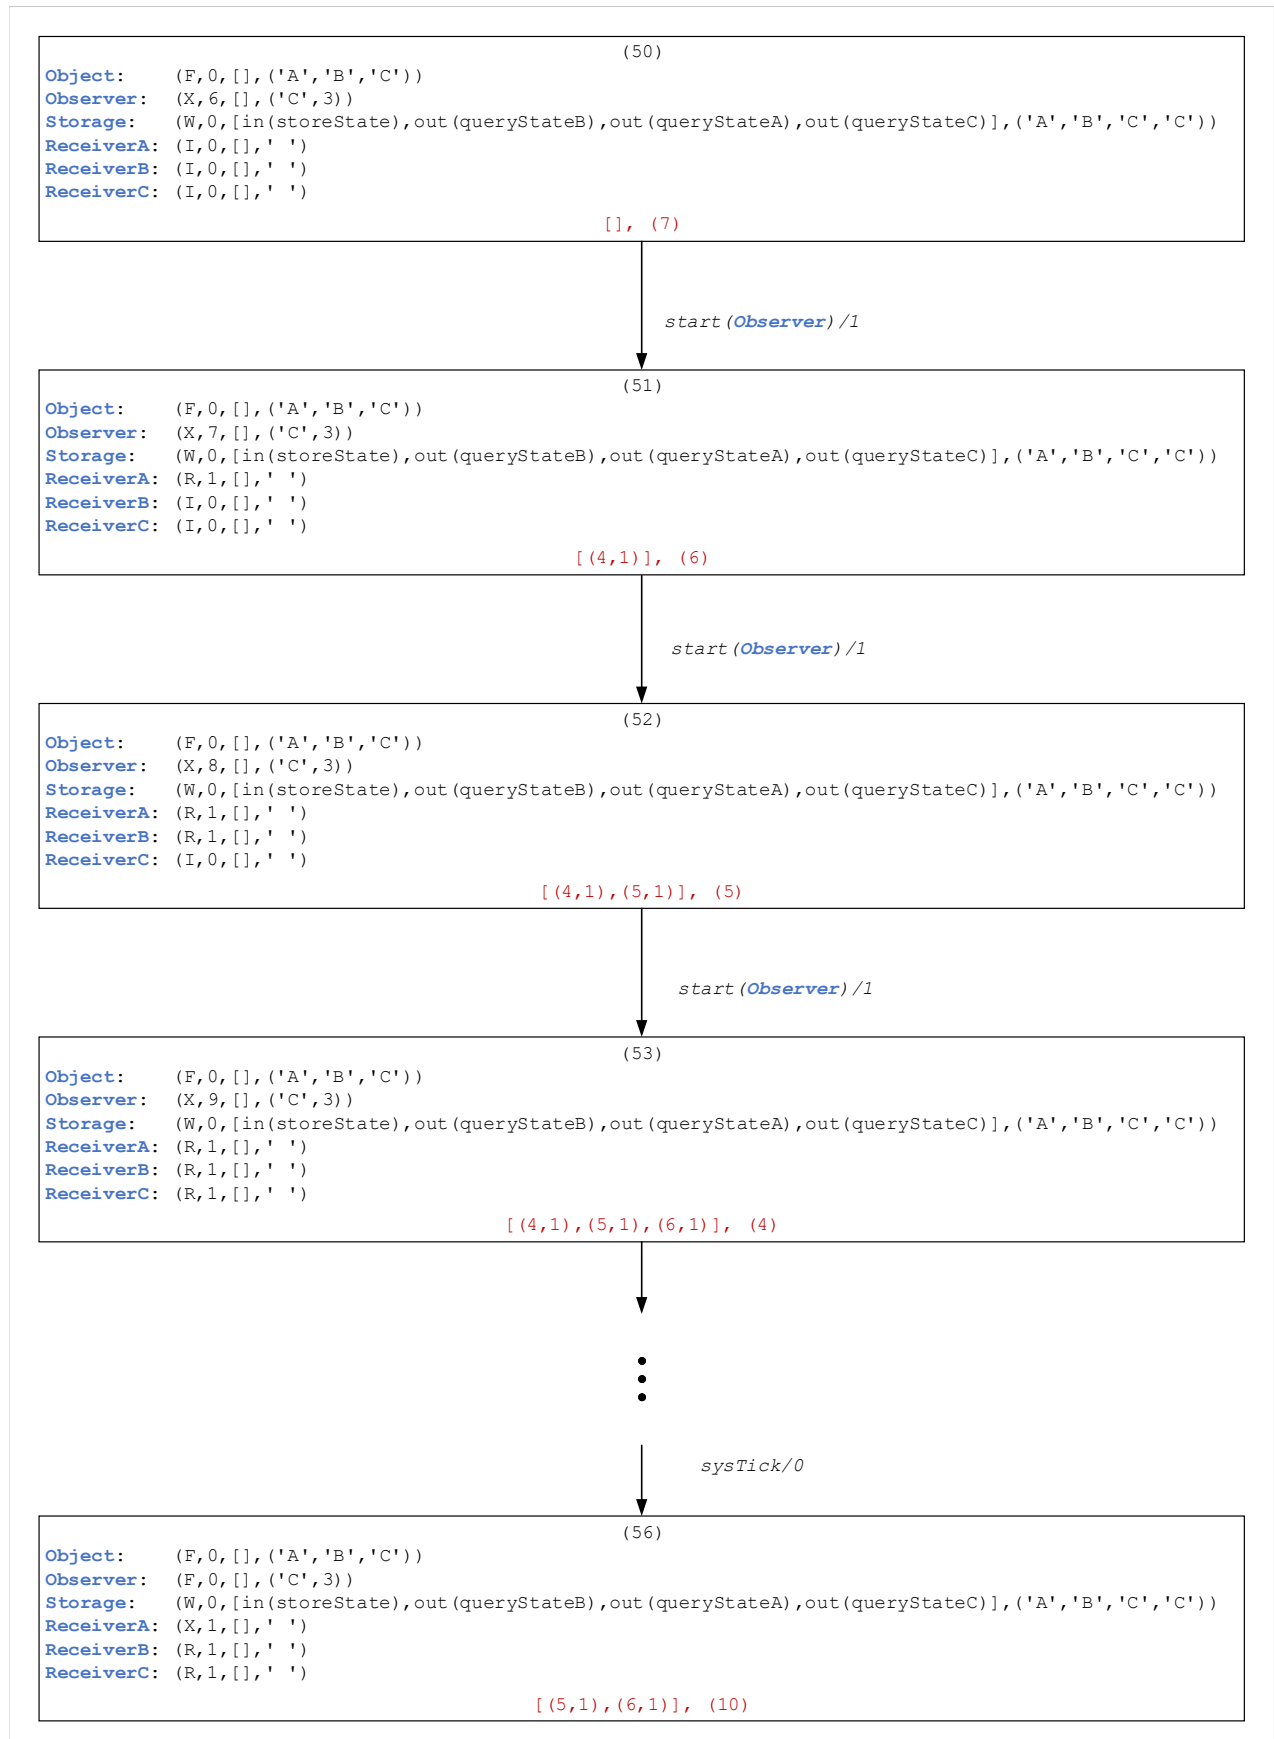 (50)
Object: (F,0,[],('A','B','C'))
Observer: (X,6,[],('C',3))
Storage: (W,0,[in(storeState),out(queryStateB),out(queryStateA),out(queryStateC)],('A','B','C','C'))
ReceiverA: (I,0,[],' ')
ReceiverB: (I,0,[],' ')
ReceiverC: (I,0,[],' ')
[], (7)
start(Observer)/1
(51)
Object: (F,0,[],('A','B','C'))
Observer: (X,7,[],('C',3))
Storage: (W,0,[in(storeState),out(queryStateB),out(queryStateA),out(queryStateC)],('A','B','C','C'))
ReceiverA: (R,1,[],' ')
ReceiverB: (I,0,[],' ')
ReceiverC: (I,0,[],' ')
[(4,1)], (6)
start(Observer)/1
(52)
Object: (F,0,[],('A','B','C'))
Observer: (X,8,[],('C',3))
Storage: (W,0,[in(storeState),out(queryStateB),out(queryStateA),out(queryStateC)],('A','B','C','C'))
ReceiverA: (R,1,[],' ')
ReceiverB: (R,1,[],' ')
ReceiverC: (I,0,[],' ')
[(4,1),(5,1)], (5)
start(Observer)/1
(53)
Object: (F,0,[],('A','B','C'))
Observer: (X,9,[],('C',3))
Storage: (W,0,[in(storeState),out(queryStateB),out(queryStateA),out(queryStateC)],('A','B','C','C'))
ReceiverA: (R,1,[],' ')
ReceiverB: (R,1,[],' ')
ReceiverC: (R,1,[],' ')
[(4,1),(5,1),(6,1)], (4)
sysTick/0
(56)
Object: (F,0,[],('A','B','C'))
Observer: (F,0,[],('C',3))
Storage: (W,0,[in(storeState),out(queryStateB),out(queryStateA),out(queryStateC)],('A','B','C','C'))
ReceiverA: (X,1,[],' ')
ReceiverB: (R,1,[],' ')
ReceiverC: (R,1,[],' ')
[(5,1),(6,1)], (10)